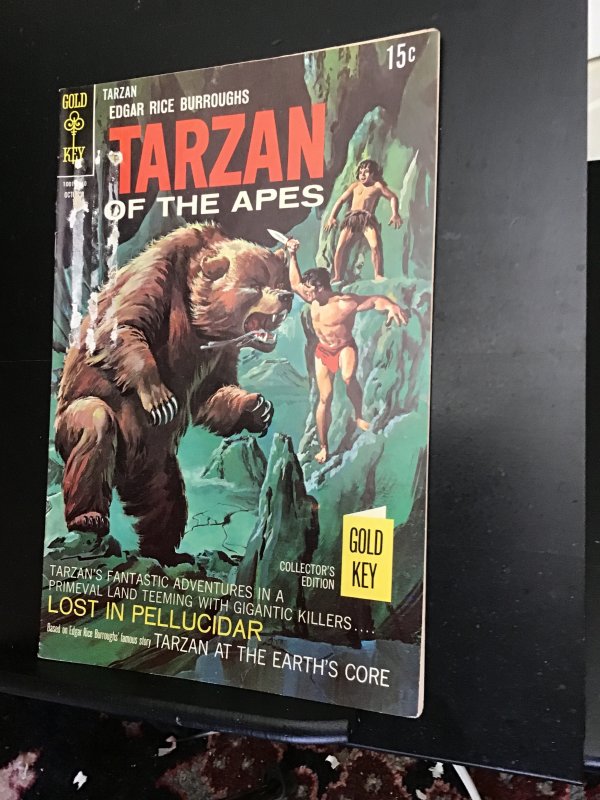 GOLD
KEY
TARZAN
EDGAR RICE BURROUGHS
15¢
TARZAN
OF THE APES
COLLECTOR'S
EDITION
GOLD
KEY
TARZAN'S FANTASTIC ADVENTURES IN A
PRIMEVAL LAND TEEMING WITH GIGANTIC KILLERS....
LOST IN PELLUCIDAR
Based on Edgar Rice Burroughs' famous story TARZAN AT THE EARTH'S CORE